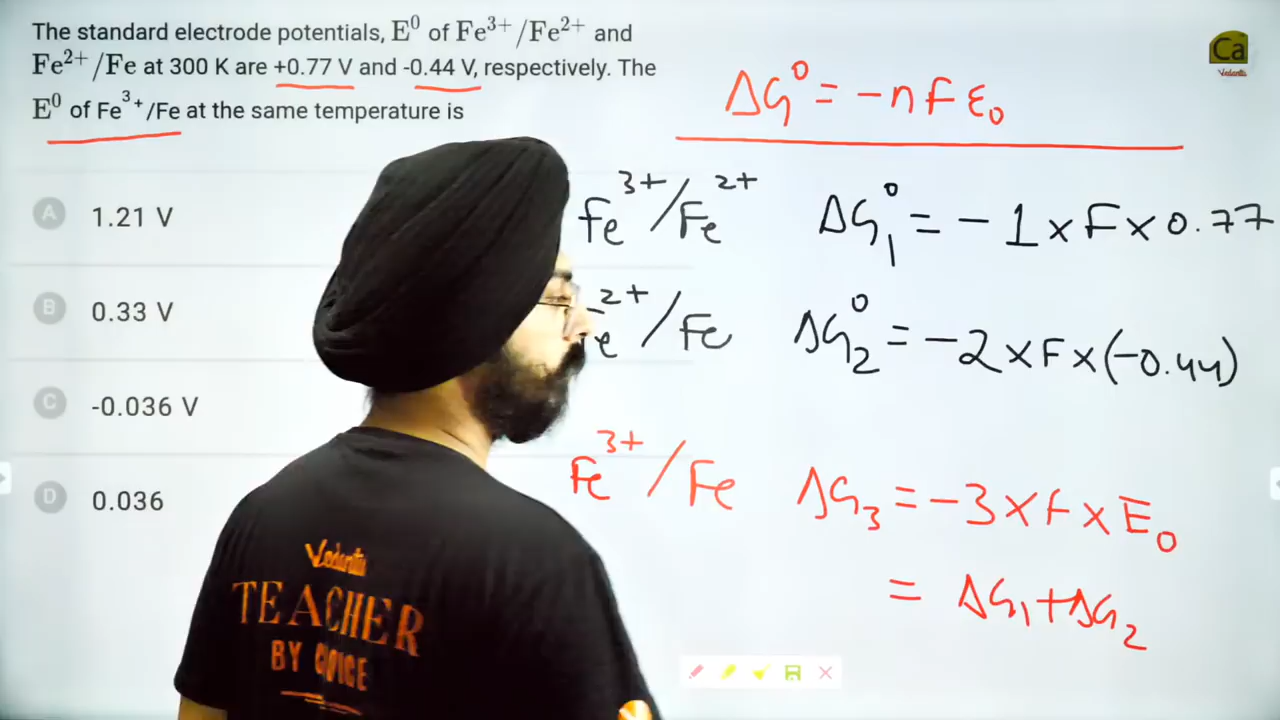 The standard electrode potentials, E⁰ of Fe³⁺/Fe²⁺ and
Fe²⁺/Fe at 300 K are +0.77 V and -0.44 V, respectively. The
E⁰ of Fe³⁺/Fe at the same temperature is
A 1.21 V
B 0.33 V
C -0.036 V
D 0.036
Ca
Vedantu
ΔG⁰ = -nFE₀
Fe³⁺/Fe²⁺ ΔG₁⁰ = - 1 × F × 0.77
e²⁺/Fe ΔG₂⁰ = -2 × F × (-0.44)
Fe³⁺/Fe ΔG₃ = -3 × F × E₀
= ΔG₁+ΔG₂
Vedantu
TEACHER
BY CHOICE